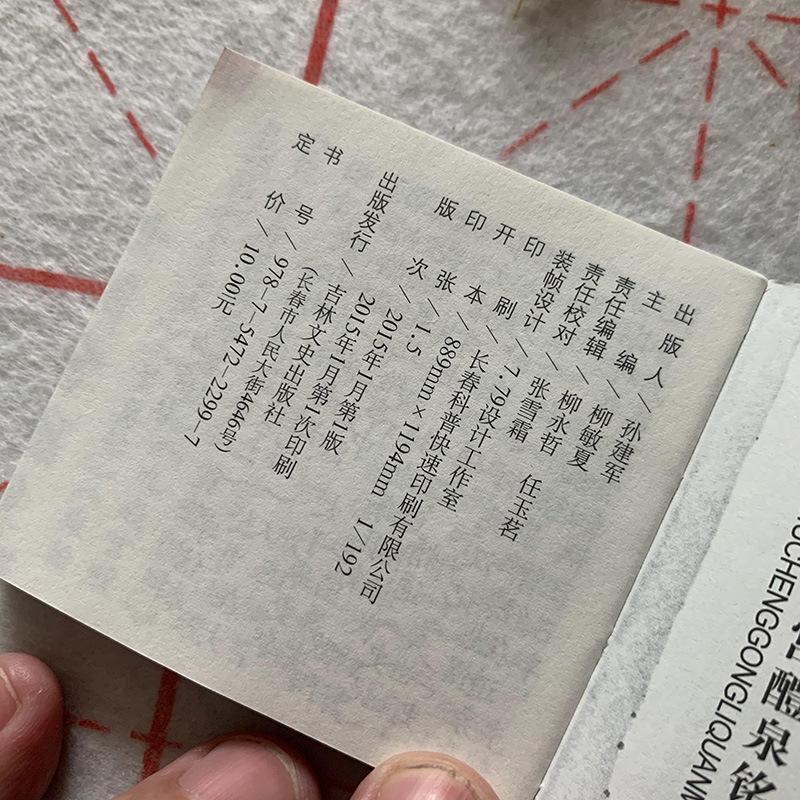 出版人/孙建军
主编/柳敏夏
责任编辑/柳永哲
责任校对/张雪霜 任玉茗
装帧设计/7.79设计工作室
印刷/长春科普快速印刷有限公司
开本/889mm×1194mm 1/192
印张/1.5
版次/2015年1月第1版
2015年1月第1次印刷
出版发行/吉林文史出版社
(长春市人民大街4646号)
书号/978-7-5472-2299-7
定价/10.00元
宫醴泉铭
CHENGGONGLIQUANM